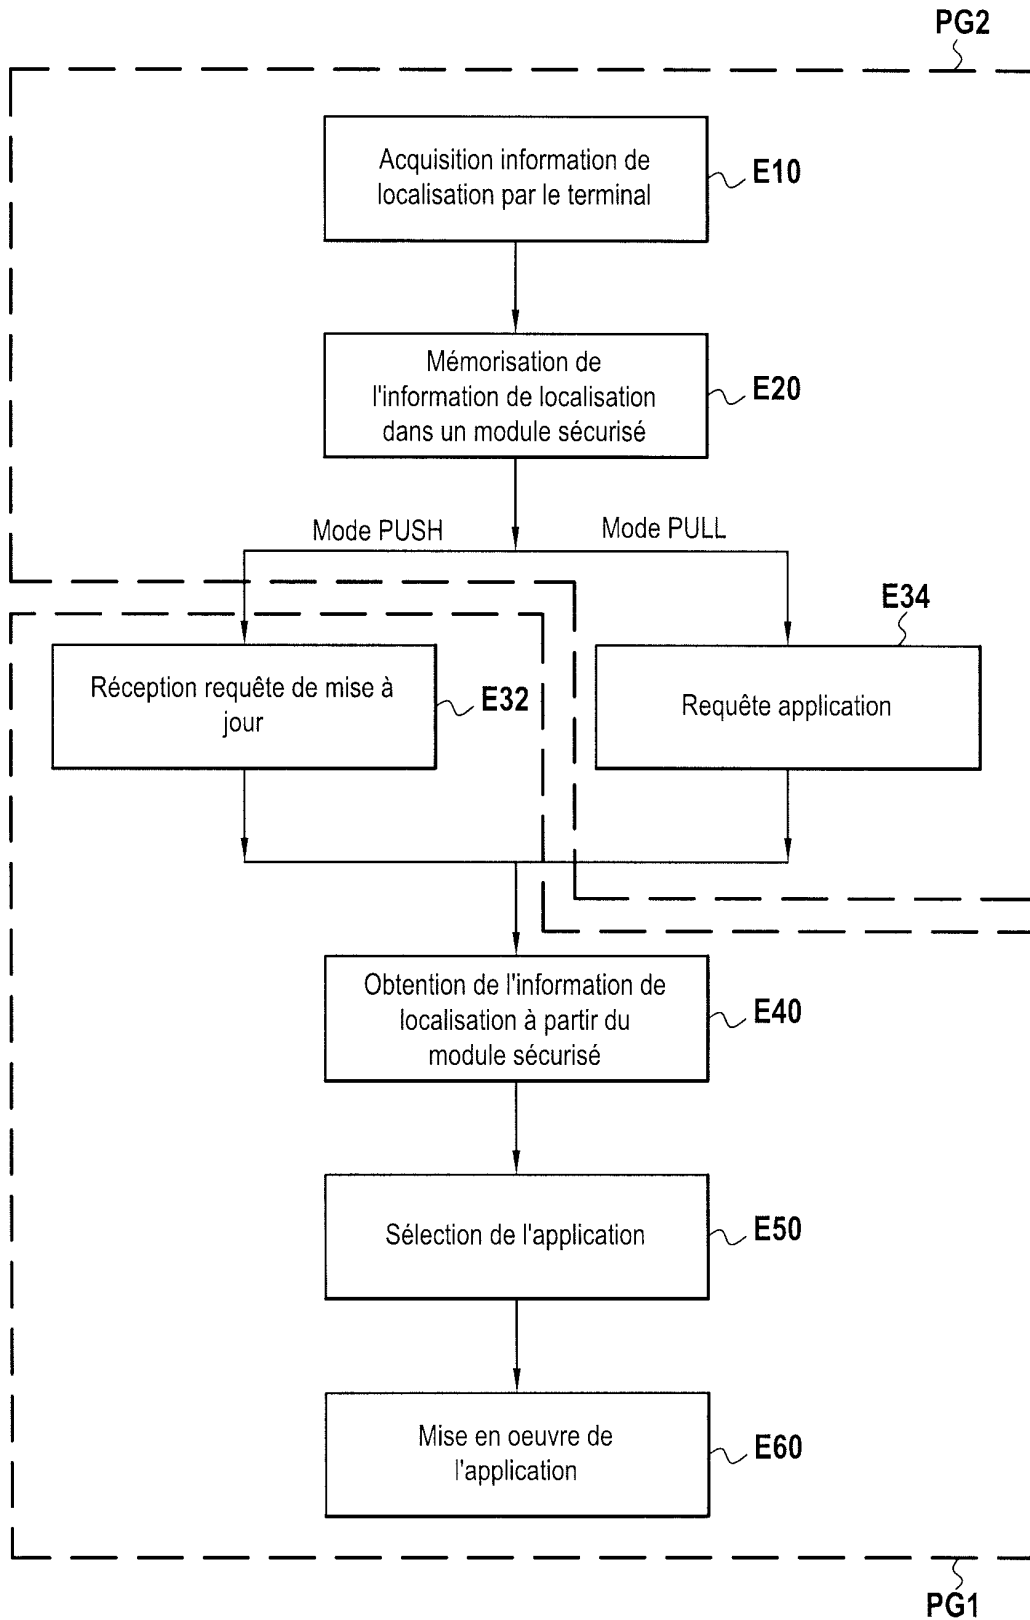 PG2
Acquisition information de
localisation par le terminal
E10
Mémorisation de
l'information de localisation
dans un module sécurisé
E20
Mode PUSH
Mode PULL
E34
Réception requête de mise à
jour
E32
Requête application
Obtention de l'information de
localisation à partir du
module sécurisé
E40
Sélection de l'application
E50
Mise en oeuvre de
l'application
E60
PG1